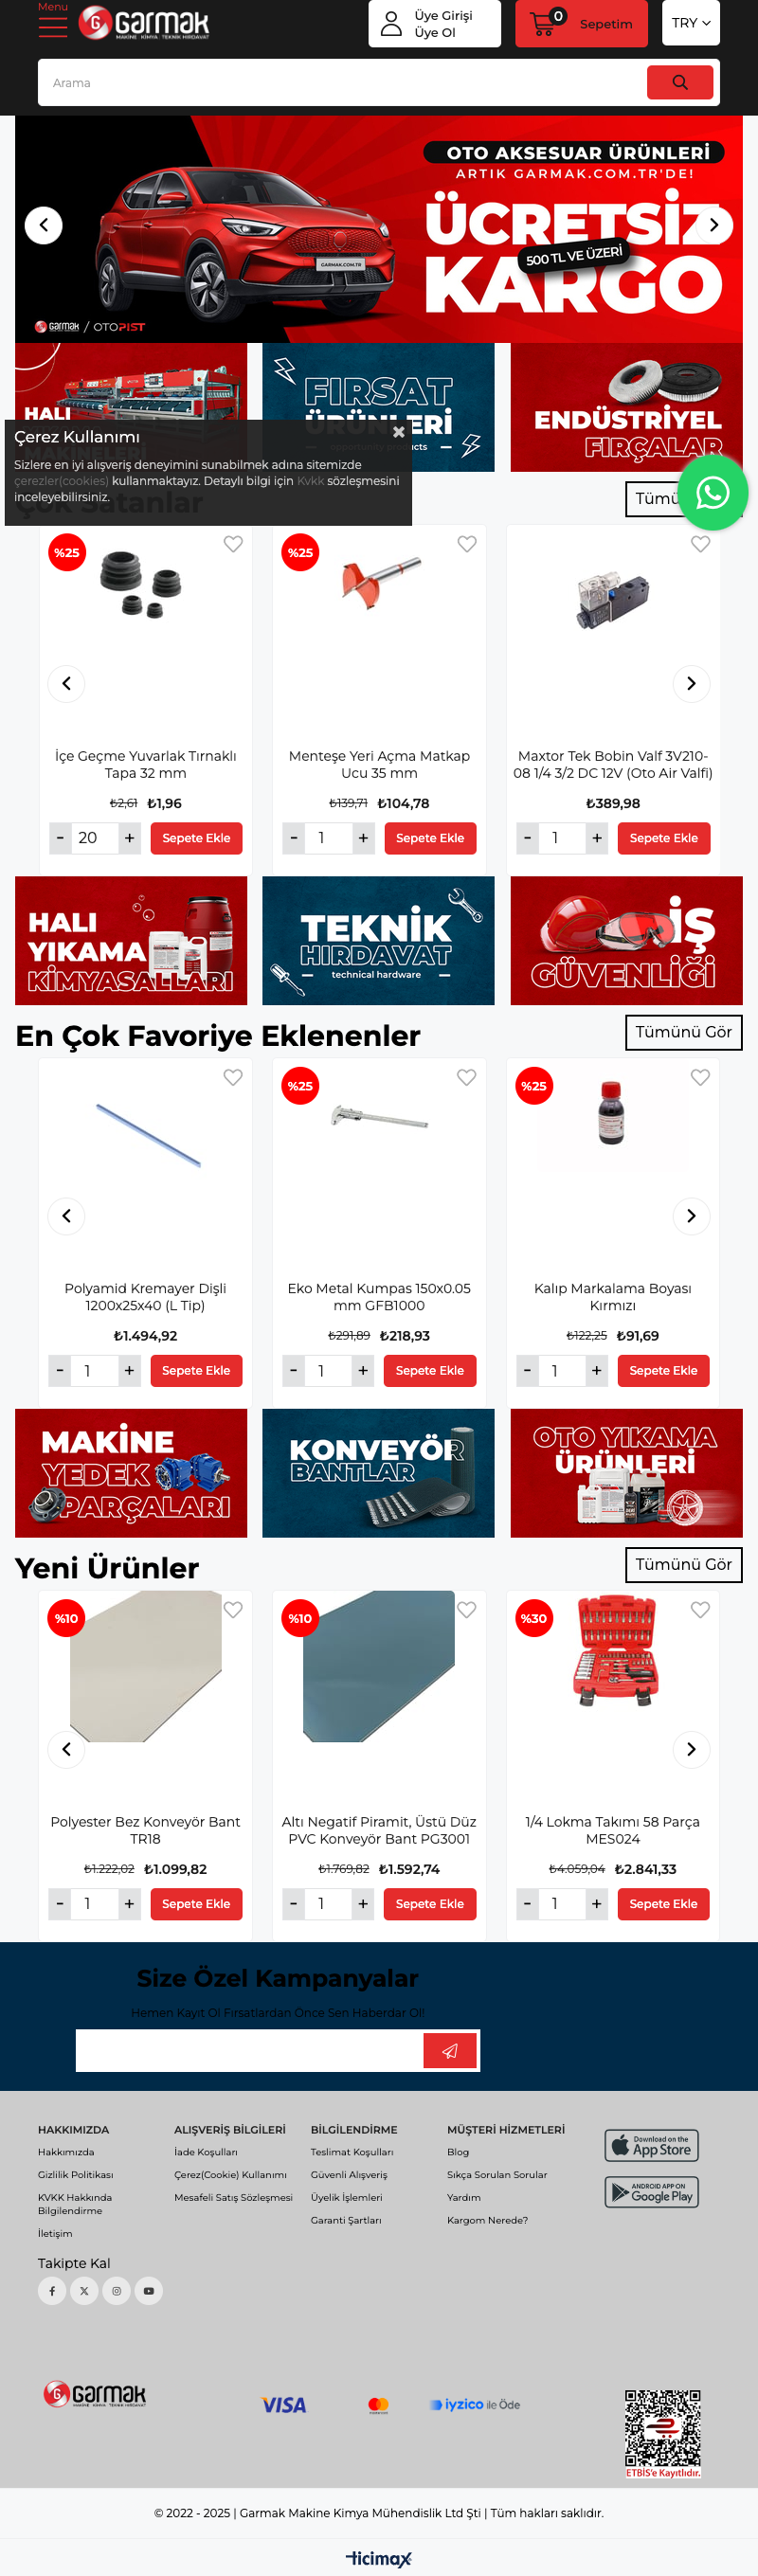 Menu
GARMAK
MAKİNE KİMYA TEKNİK HIRDAVAT
Üye Girişi
Üye Ol
0
Sepetim
TRY
Arama
OTO AKSESUAR ÜRÜNLERİ
ARTIK GARMAK.COM.TR'DE!
ÜCRETSİZ
500 TL VE ÜZERİ
KARGO
GARMAK.COM.TR
GARMAK / OTOPIST
HALI
FIRSAT
ÜRÜNLERİ
ENDÜSTRİYEL
FIRÇALAR
Çerez Kullanımı
Sizlere en iyi alışveriş deneyimini sunabilmek adına sitemizde
çerezler(cookies) kullanmaktayız. Detaylı bilgi için Kvkk sözleşmesini
inceleyebilirsiniz.
Çok Satanlar
%25
%25
İçe Geçme Yuvarlak Tırnaklı
Tapa 32 mm
₺2,61 ₺1,96
- 20 + Sepete Ekle
Menteşe Yeri Açma Matkap
Ucu 35 mm
₺139,71 ₺104,78
- 1 + Sepete Ekle
Maxtor Tek Bobin Valf 3V210-
08 1/4 3/2 DC 12V (Oto Air Valfi)
₺389,98
- 1 + Sepete Ekle
HALI
YIKAMA
KİMYASALLARI
TEKNİK
HIRDAVAT
technical hardware
İŞ
GÜVENLİĞİ
En Çok Favoriye Eklenenler
Tümünü Gör
%25
%25
Polyamid Kremayer Dişli
1200x25x40 (L Tip)
₺1.494,92
- 1 + Sepete Ekle
Eko Metal Kumpas 150x0.05
mm GFB1000
₺291,89 ₺218,93
- 1 + Sepete Ekle
Kalıp Markalama Boyası
Kırmızı
₺122,25 ₺91,69
- 1 + Sepete Ekle
MAKİNE
YEDEK
PARÇALARI
KONVEYÖR
BANTLAR
OTO YIKAMA
ÜRÜNLERİ
Yeni Ürünler
Tümünü Gör
%10
%10
%30
Polyester Bez Konveyör Bant
TR18
₺1.222,02 ₺1.099,82
- 1 + Sepete Ekle
Altı Negatif Piramit, Üstü Düz
PVC Konveyör Bant PG3001
₺1.769,82 ₺1.592,74
- 1 + Sepete Ekle
1/4 Lokma Takımı 58 Parça
MES024
₺4.059,04 ₺2.841,33
- 1 + Sepete Ekle
Size Özel Kampanyalar
Hemen Kayıt Ol Fırsatlardan Önce Sen Haberdar Ol!
HAKKIMIZDA
Hakkımızda
Gizlilik Politikası
KVKK Hakkında
Bilgilendirme
İletişim
ALIŞVERİŞ BİLGİLERİ
İade Koşulları
Çerez(Cookie) Kullanımı
Mesafeli Satış Sözleşmesi
BİLGİLENDİRME
Teslimat Koşulları
Güvenli Alışveriş
Üyelik İşlemleri
Garanti Şartları
MÜŞTERİ HİZMETLERİ
Blog
Sıkça Sorulan Sorular
Yardım
Kargom Nerede?
Download on the
App Store
ANDROID APP ON
Google Play
Takipte Kal
GARMAK
MAKİNE KİMYA TEKNİK HIRDAVAT
VISA
iyzico ile Öde
ETBİS'e Kayıtlıdır.
© 2022 - 2025 | Garmak Makine Kimya Mühendislik Ltd Şti | Tüm hakları saklıdır.
ticimax